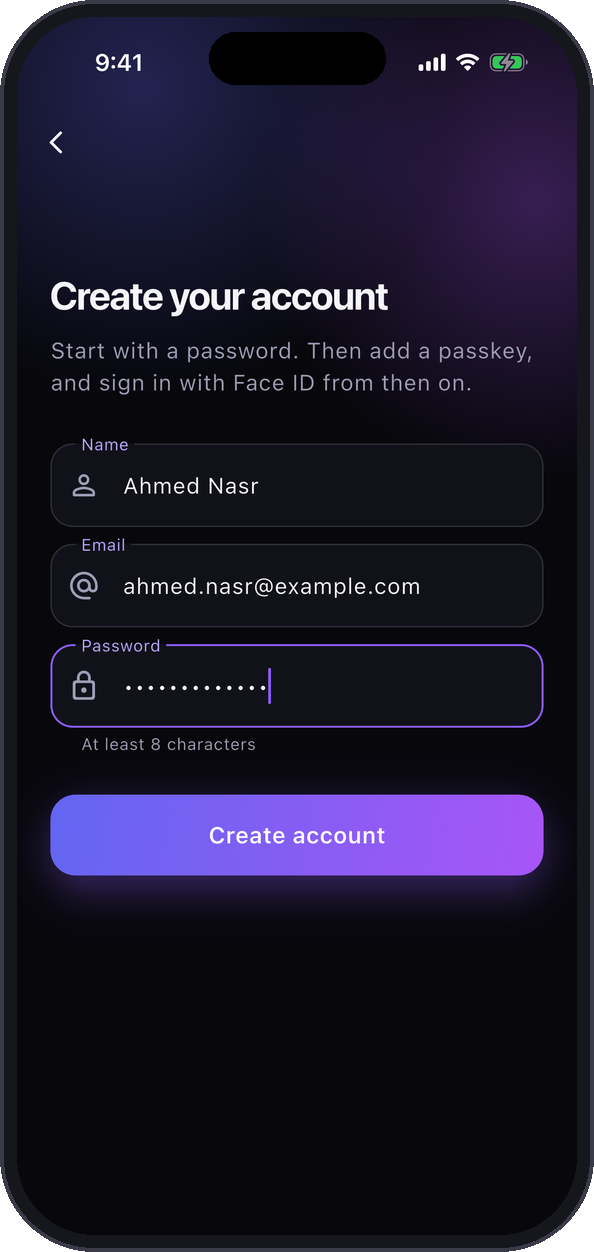 9:41
Create your account
Start with a password. Then add a passkey,
and sign in with Face ID from then on.
Name
Ahmed Nasr
Email
ahmed.nasr@example.com
Password
•••••••••••••
At least 8 characters
Create account